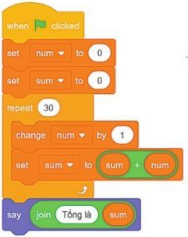 when clicked
set num to 0
set sum to 0
repeat 30
change num by 1
set sum to sum + num
say join Tổng là sum